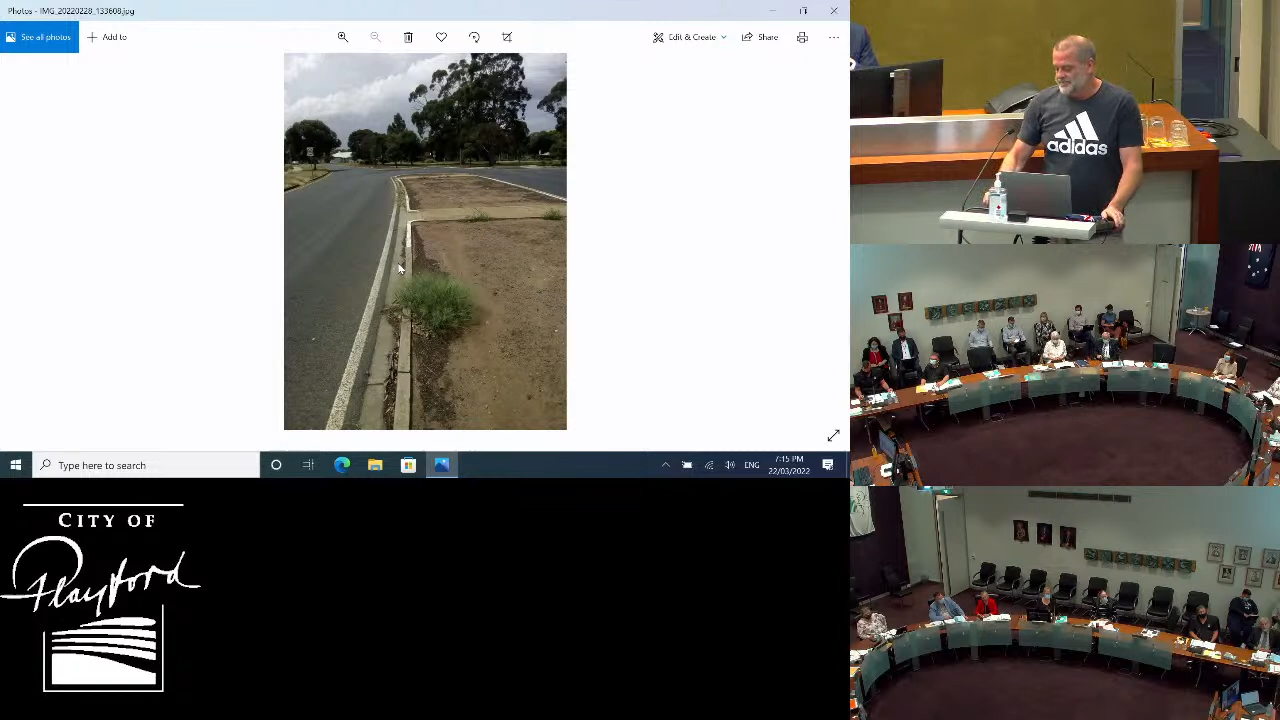 Photos - IMG_20220228_133608.jpg
See all photos
Add to
Edit & Create
Share
adidas
Type here to search
ENG
7:15 PM
22/03/2022
CITY OF
Playford